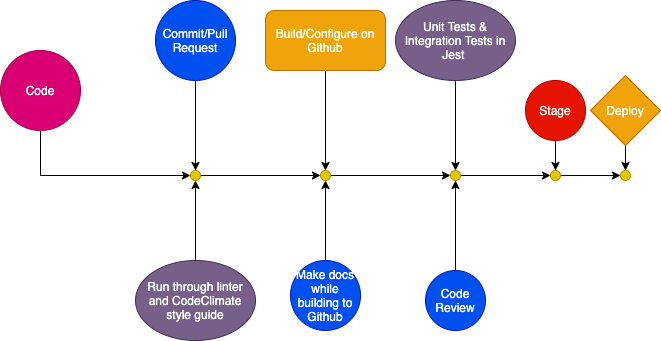 Code
Commit/Pull
Request
Build/Configure on
Github
Unit Tests &
Integration Tests in
Jest
Stage
Deploy
Run through linter
and CodeClimate
style guide
Make docs
while
building to
Github
Code
Review